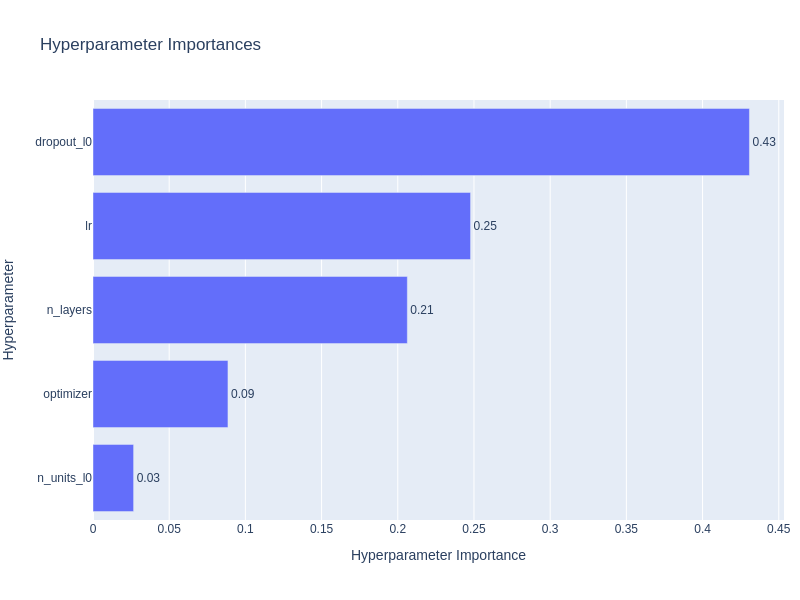 Hyperparameter Importances
dropout_l0
0.43
lr
0.25
n_layers
0.21
optimizer
0.09
n_units_l0
0.03
Hyperparameter
0 0.05 0.1 0.15 0.2 0.25 0.3 0.35 0.4 0.45
Hyperparameter Importance